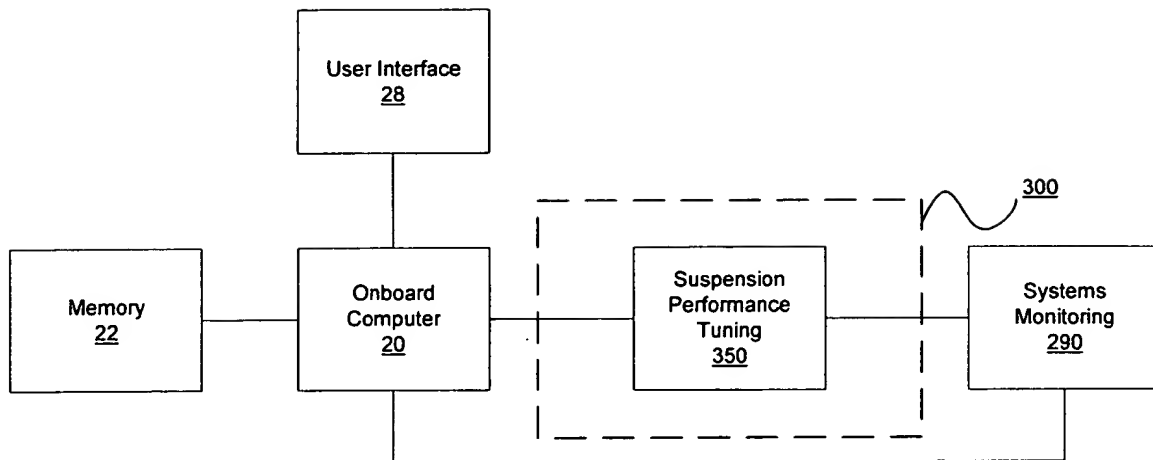 User Interface
28
300
Memory
22
Onboard
Computer
20
Suspension
Performance
Tuning
350
Systems
Monitoring
290